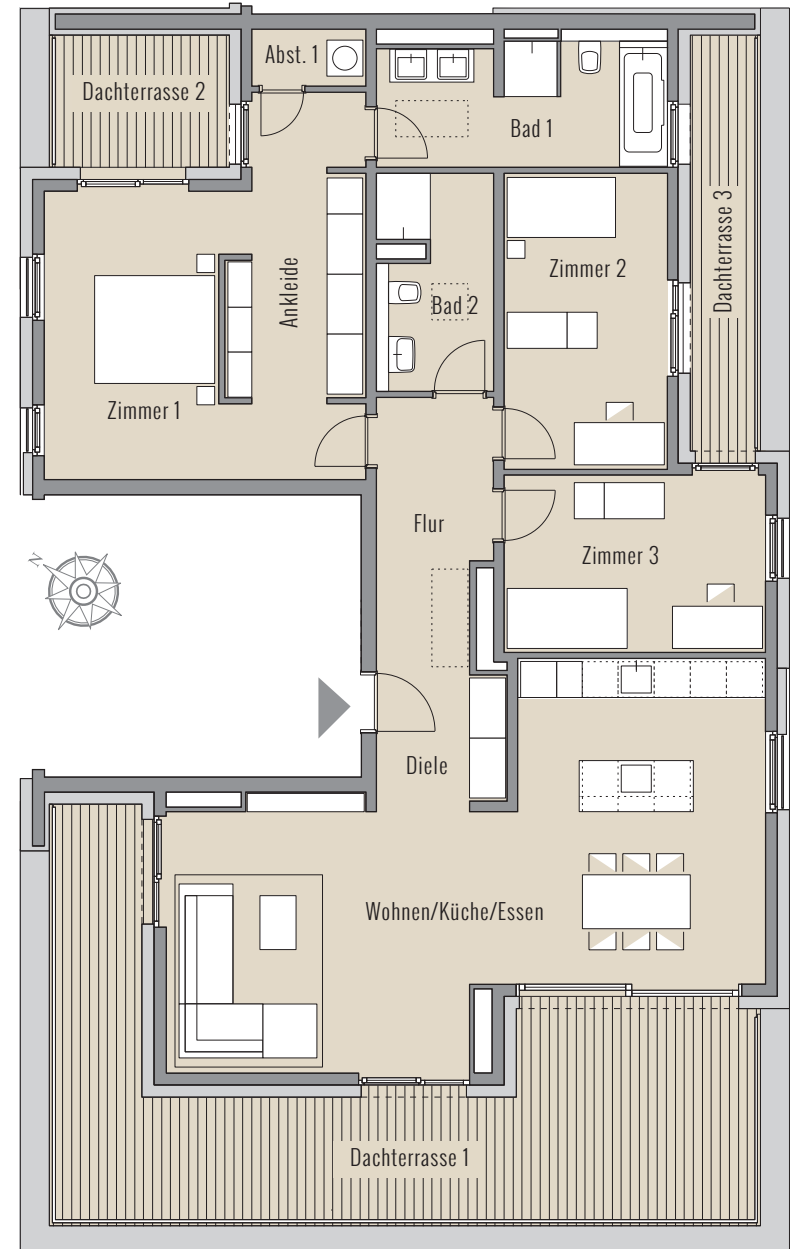 Abst. 1
Dachterrasse 2
Bad 1
Dachterrasse 3
Zimmer 2
Ankleide
Bad 2
Zimmer 1
Flur
Zimmer 3
N
Diele
Wohnen/Küche/Essen
Dachterrasse 1